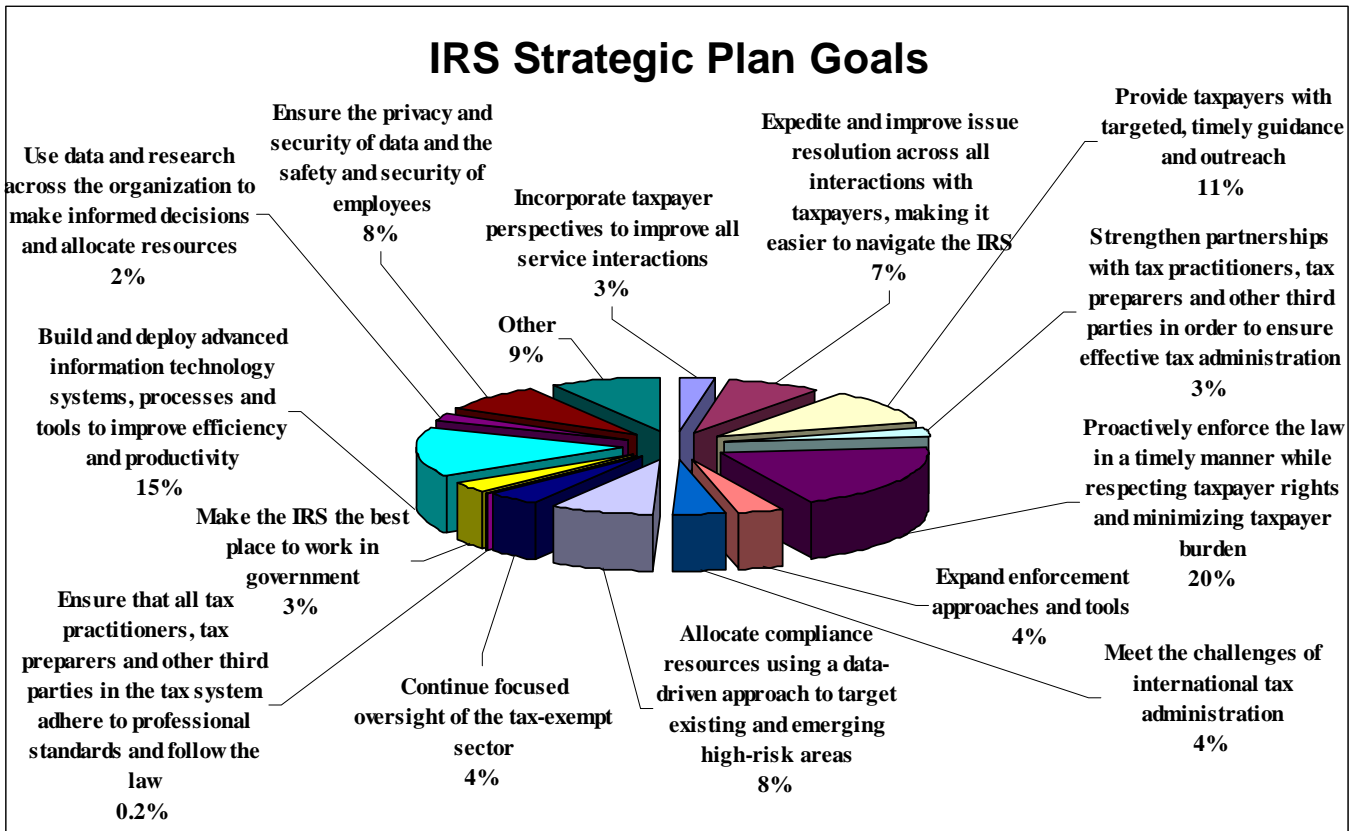 IRS Strategic Plan Goals
Ensure the privacy and
security of data and the
safety and security of
employees
8%
Use data and research
across the organization to
make informed decisions
and allocate resources
2%
Build and deploy advanced
information technology
systems, processes and
tools to improve efficiency
and productivity
15%
Make the IRS the best
place to work in
government
3%
Ensure that all tax
practitioners, tax
preparers and other third
parties in the tax system
adhere to professional
standards and follow the
law
0.2%
Other
9%
Incorporate taxpayer
perspectives to improve all
service interactions
3%
Expedite and improve issue
resolution across all
interactions with
taxpayers, making it
easier to navigate the IRS
7%
Provide taxpayers with
targeted, timely guidance
and outreach
11%
Strengthen partnerships
with tax practitioners, tax
preparers and other third
parties in order to ensure
effective tax administration
3%
Proactively enforce the law
in a timely manner while
respecting taxpayer rights
and minimizing taxpayer
burden
20%
Expand enforcement
approaches and tools
4%
Meet the challenges of
international tax
administration
4%
Allocate compliance
resources using a data-
driven approach to target
existing and emerging
high-risk areas
8%
Continue focused
oversight of the tax-exempt
sector
4%